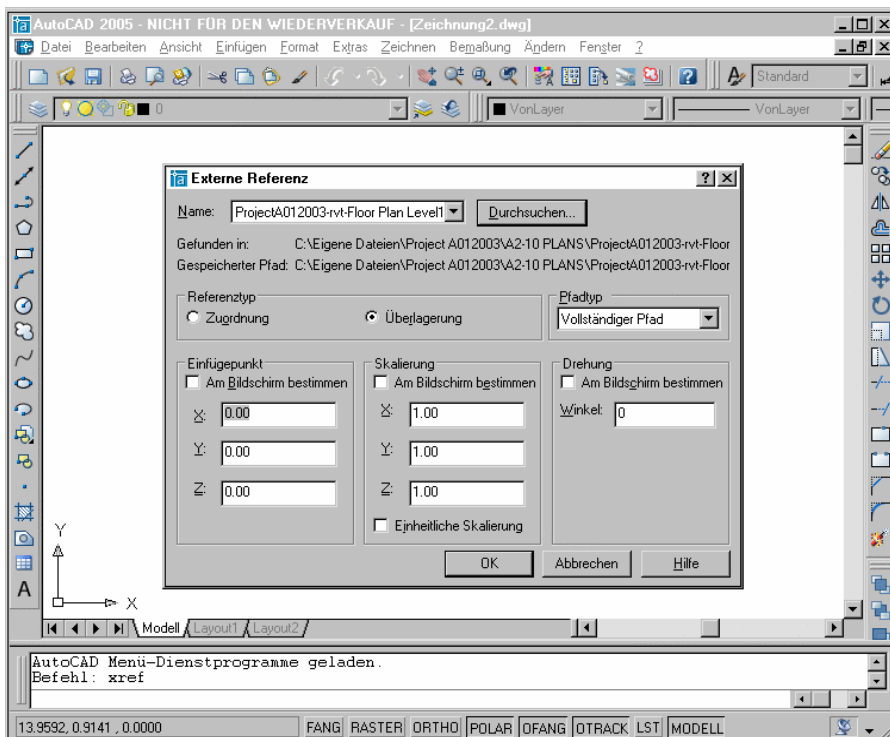 AutoCAD 2005 - NICHT FÜR DEN WIEDERVERKAUF - [Zeichnung2.dwg]
Datei Bearbeiten Ansicht Einfügen Format Extras Zeichnen Bemaßung Ändern Fenster ?
Standard
0 VonLayer VonLayer
Externe Referenz
Name: ProjectA012003-rvt-Floor Plan Level1 Durchsuchen...
Gefunden in: C:\Eigene Dateien\Project A012003\A2-10 PLANS\ProjectA012003-rvt-Floor
Gespeicherter Pfad: C:\Eigene Dateien\Project A012003\A2-10 PLANS\ProjectA012003-rvt-Floor
Referenztyp Pfadtyp
Zuordnung Überlagerung Vollständiger Pfad
Einfügepunkt Skalierung Drehung
Am Bildschirm bestimmen Am Bildschirm bestimmen Am Bildschirm bestimmen
X: 0.00 X: 1.00 Winkel: 0
Y: 0.00 Y: 1.00
Z: 0.00 Z: 1.00
Einheitliche Skalierung
OK Abbrechen Hilfe
Y
X
A
Modell Layout1 Layout2
AutoCAD Menü-Dienstprogramme geladen.
Befehl: xref
13.9592, 0.9141 , 0.0000 FANG RASTER ORTHO POLAR OFANG OTRACK LST MODELL